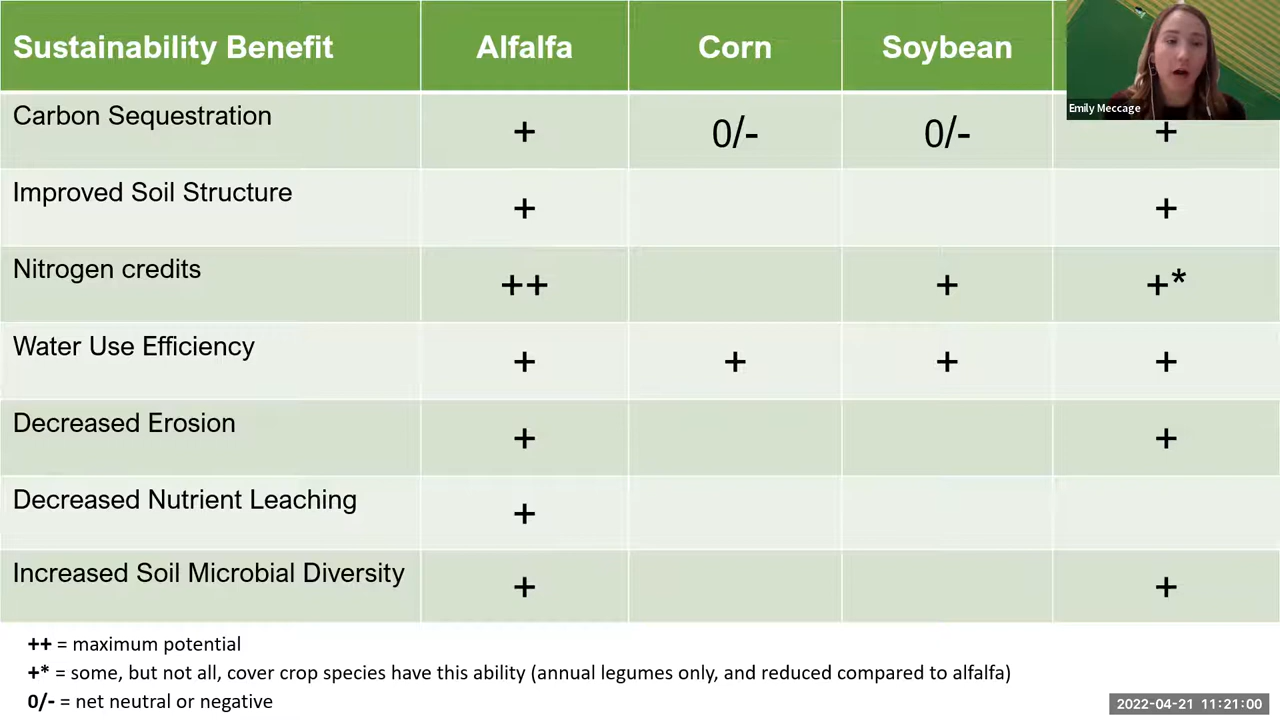 Sustainability Benefit Alfalfa Corn Soybean
Emily Meccage
Carbon Sequestration + 0/- 0/- +
Improved Soil Structure + +
Nitrogen credits ++ + +*
Water Use Efficiency + + + +
Decreased Erosion + +
Decreased Nutrient Leaching +
Increased Soil Microbial Diversity + +
++ = maximum potential
+* = some, but not all, cover crop species have this ability (annual legumes only, and reduced compared to alfalfa)
0/- = net neutral or negative
2022-04-21 11:21:00